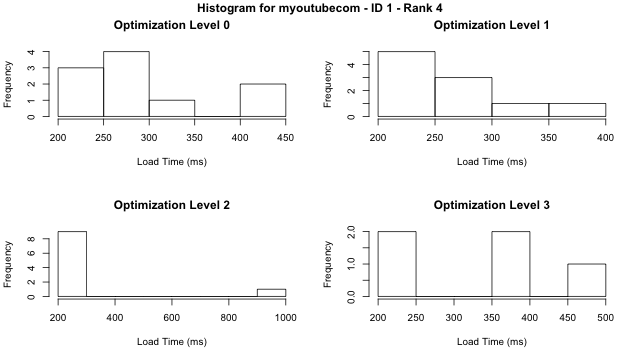 Histogram for myoutubecom - ID 1 - Rank 4
Optimization Level 0
Frequency
0 1 2 3 4
200 250 300 350 400 450
Load Time (ms)
Optimization Level 1
Frequency
0 2 4
200 250 300 350 400
Load Time (ms)
Optimization Level 2
Frequency
0 2 4 6 8
200 400 600 800 1000
Load Time (ms)
Optimization Level 3
Frequency
0.0 1.0 2.0
200 250 300 350 400 450 500
Load Time (ms)